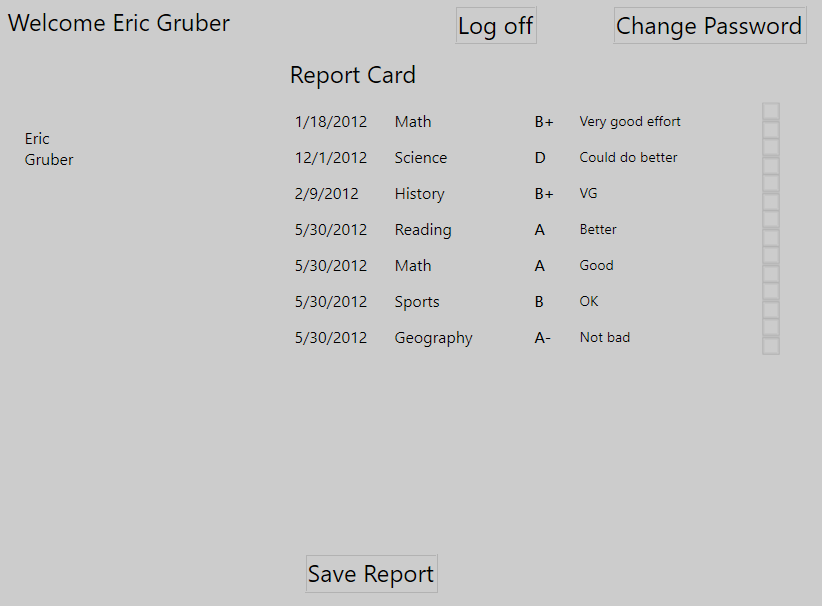 Welcome Eric Gruber Log off Change Password
Report Card
Eric
Gruber
1/18/2012 Math B+ Very good effort
12/1/2012 Science D Could do better
2/9/2012 History B+ VG
5/30/2012 Reading A Better
5/30/2012 Math A Good
5/30/2012 Sports B OK
5/30/2012 Geography A- Not bad
Save Report